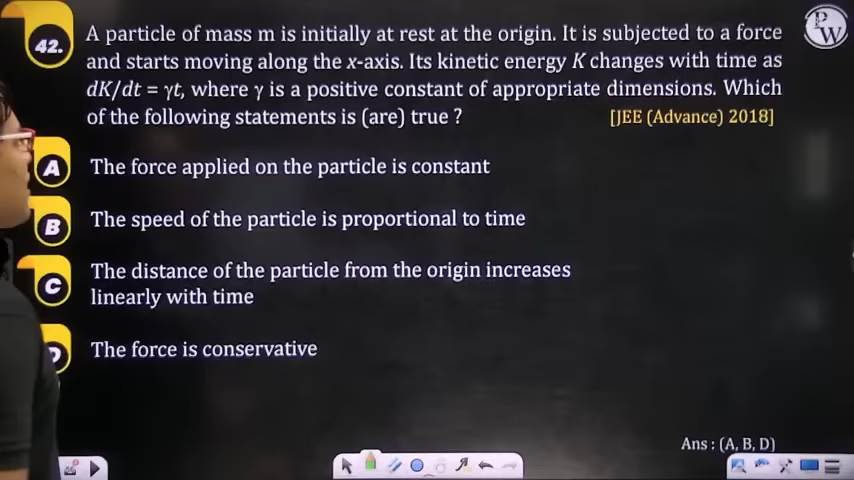 42.
A particle of mass m is initially at rest at the origin. It is subjected to a force
and starts moving along the x-axis. Its kinetic energy K changes with time as
dK/dt = γt, where γ is a positive constant of appropriate dimensions. Which
of the following statements is (are) true ?
[JEE (Advance) 2018]
A The force applied on the particle is constant
B The speed of the particle is proportional to time
C The distance of the particle from the origin increases
linearly with time
D The force is conservative
Ans : (A, B, D)
PW